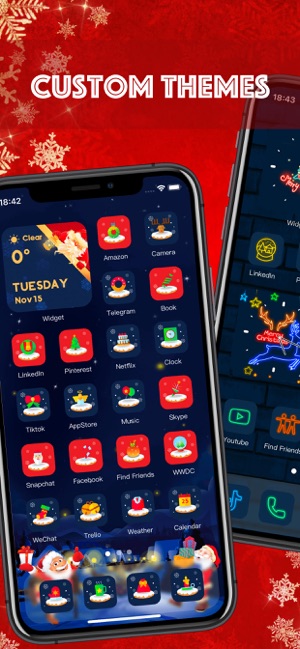 CUSTOM THEMES
18:42
18:43
Clear
0°
TUESDAY
Nov 15
Widget
Amazon
Camera
Telegram
Book
LinkedIn
Pinterest
Netflix
Clock
Tiktok
AppStore
Music
Skype
Snapchat
Facebook
Find Friends
WWDC
WeChat
Trello
Weather
25
Calendar
Merry
LinkedIn
Merry
Christmas
Youtube
Find Friends